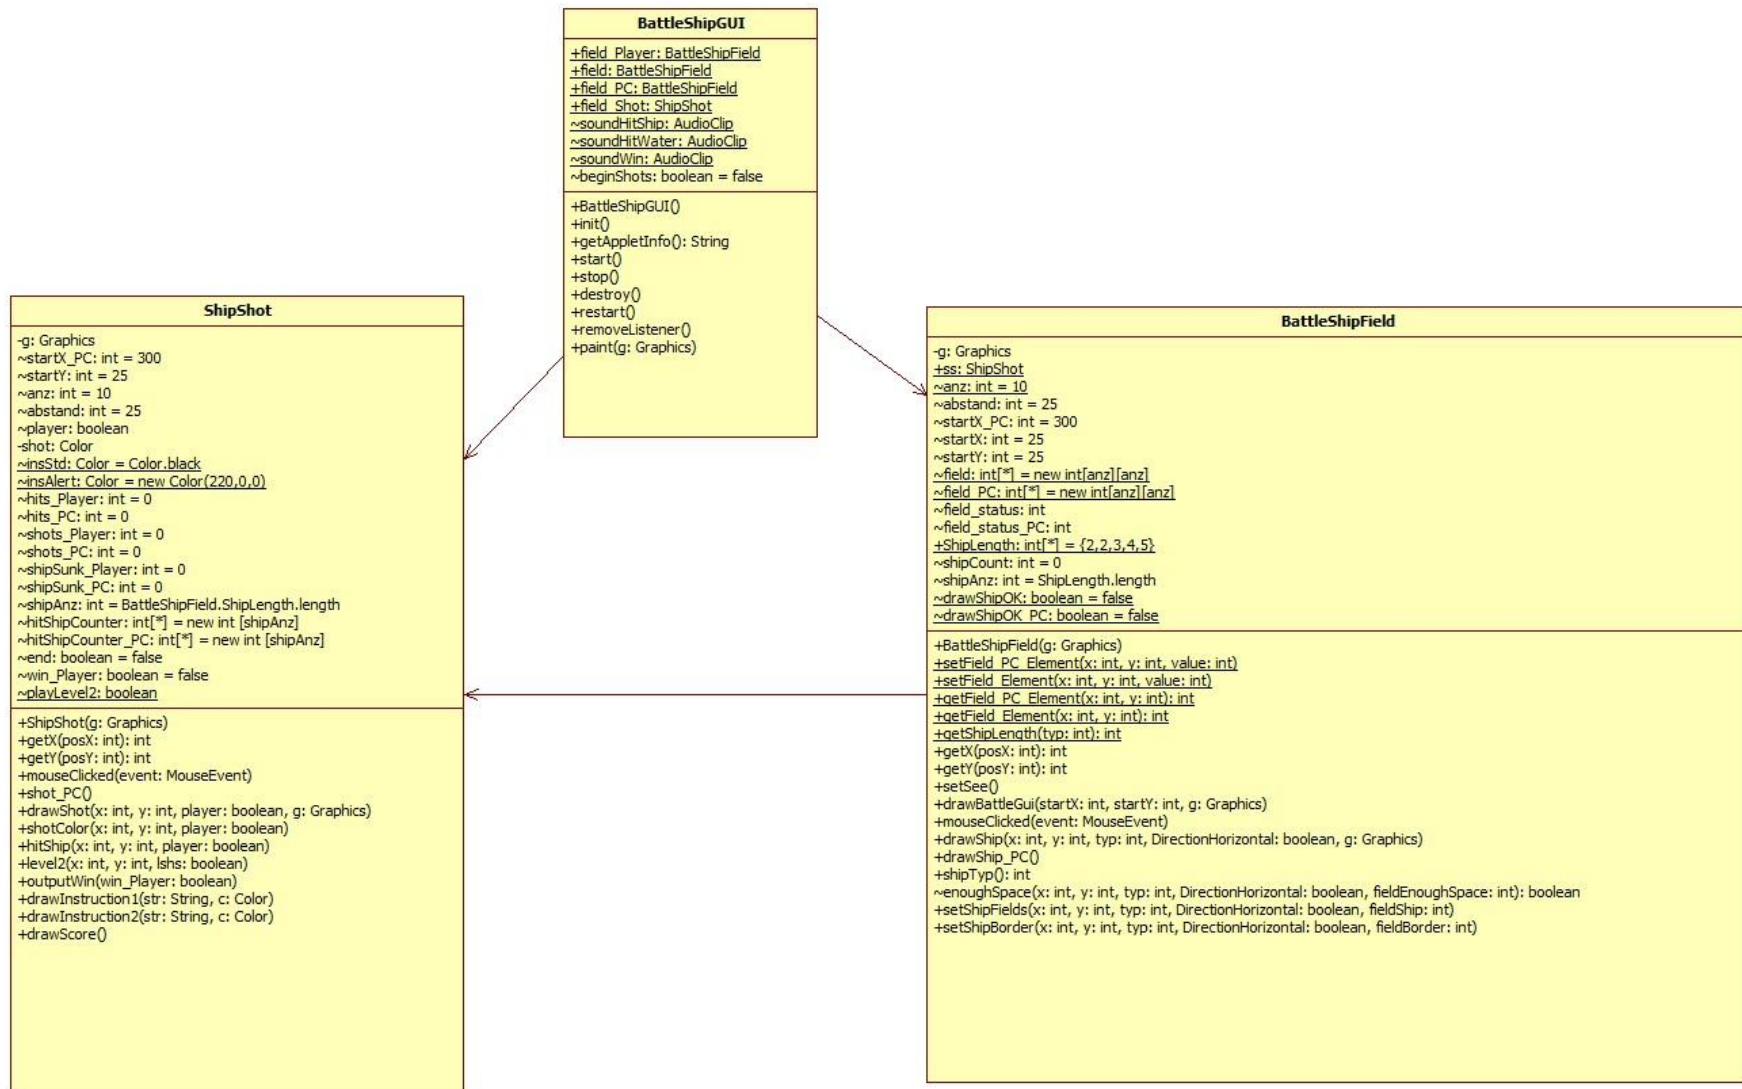 BattleShipGUI
+field_Player: BattleShipField
+field: BattleShipField
+field_PC: BattleShipField
+field_Shot: ShipShot
~soundHitShip: AudioClip
~soundHitWater: AudioClip
~soundWin: AudioClip
~beginShots: boolean = false
+BattleShipGUI()
+init()
+getAppletInfo(): String
+start()
+stop()
+destroy()
+restart()
+removeListener()
+paint(g: Graphics)
ShipShot
-g: Graphics
~startX_PC: int = 300
~startY: int = 25
~anz: int = 10
~abstand: int = 25
~player: boolean
-shot: Color
~insStd: Color = Color.black
~insAlert: Color = new Color(220,0,0)
~hits_Player: int = 0
~hits_PC: int = 0
~shots_Player: int = 0
~shots_PC: int = 0
~shipSunk_Player: int = 0
~shipSunk_PC: int = 0
~shipAnz: int = BattleShipField.ShipLength.length
~hitShipCounter: int[*] = new int [shipAnz]
~hitShipCounter_PC: int[*] = new int [shipAnz]
~end: boolean = false
~win_Player: boolean = false
~playLevel2: boolean
+ShipShot(g: Graphics)
+getX(posX: int): int
+getY(posY: int): int
+mouseClicked(event: MouseEvent)
+shot_PC()
+drawShot(x: int, y: int, player: boolean, g: Graphics)
+shotColor(x: int, y: int, player: boolean)
+hitShip(x: int, y: int, player: boolean)
+level2(x: int, y: int, lshs: boolean)
+outputWin(win_Player: boolean)
+drawInstruction1(str: String, c: Color)
+drawInstruction2(str: String, c: Color)
+drawScore()
BattleShipField
-g: Graphics
+ss: ShipShot
~anz: int = 10
~abstand: int = 25
~startX_PC: int = 300
~startX: int = 25
~startY: int = 25
~field: int[*] = new int[anz][anz]
~field_PC: int[*] = new int[anz][anz]
~field_status: int
~field_status_PC: int
+ShipLength: int[*] = {2,2,3,4,5}
~shipCount: int = 0
~shipAnz: int = ShipLength.length
~drawShipOK: boolean = false
~drawShipOK_PC: boolean = false
+BattleShipField(g: Graphics)
+setField_PC_Element(x: int, y: int, value: int)
+setField_Element(x: int, y: int, value: int)
+getField_PC_Element(x: int, y: int): int
+getField_Element(x: int, y: int): int
+getShipLength(typ: int): int
+getX(posX: int): int
+getY(posY: int): int
+setSee()
+drawBattleGui(startX: int, startY: int, g: Graphics)
+mouseClicked(event: MouseEvent)
+drawShip(x: int, y: int, typ: int, DirectionHorizontal: boolean, g: Graphics)
+drawShip_PC()
+shipTyp(): int
~enoughSpace(x: int, y: int, typ: int, DirectionHorizontal: boolean, fieldEnoughSpace: int): boolean
+setShipFields(x: int, y: int, typ: int, DirectionHorizontal: boolean, fieldShip: int)
+setShipBorder(x: int, y: int, typ: int, DirectionHorizontal: boolean, fieldBorder: int)